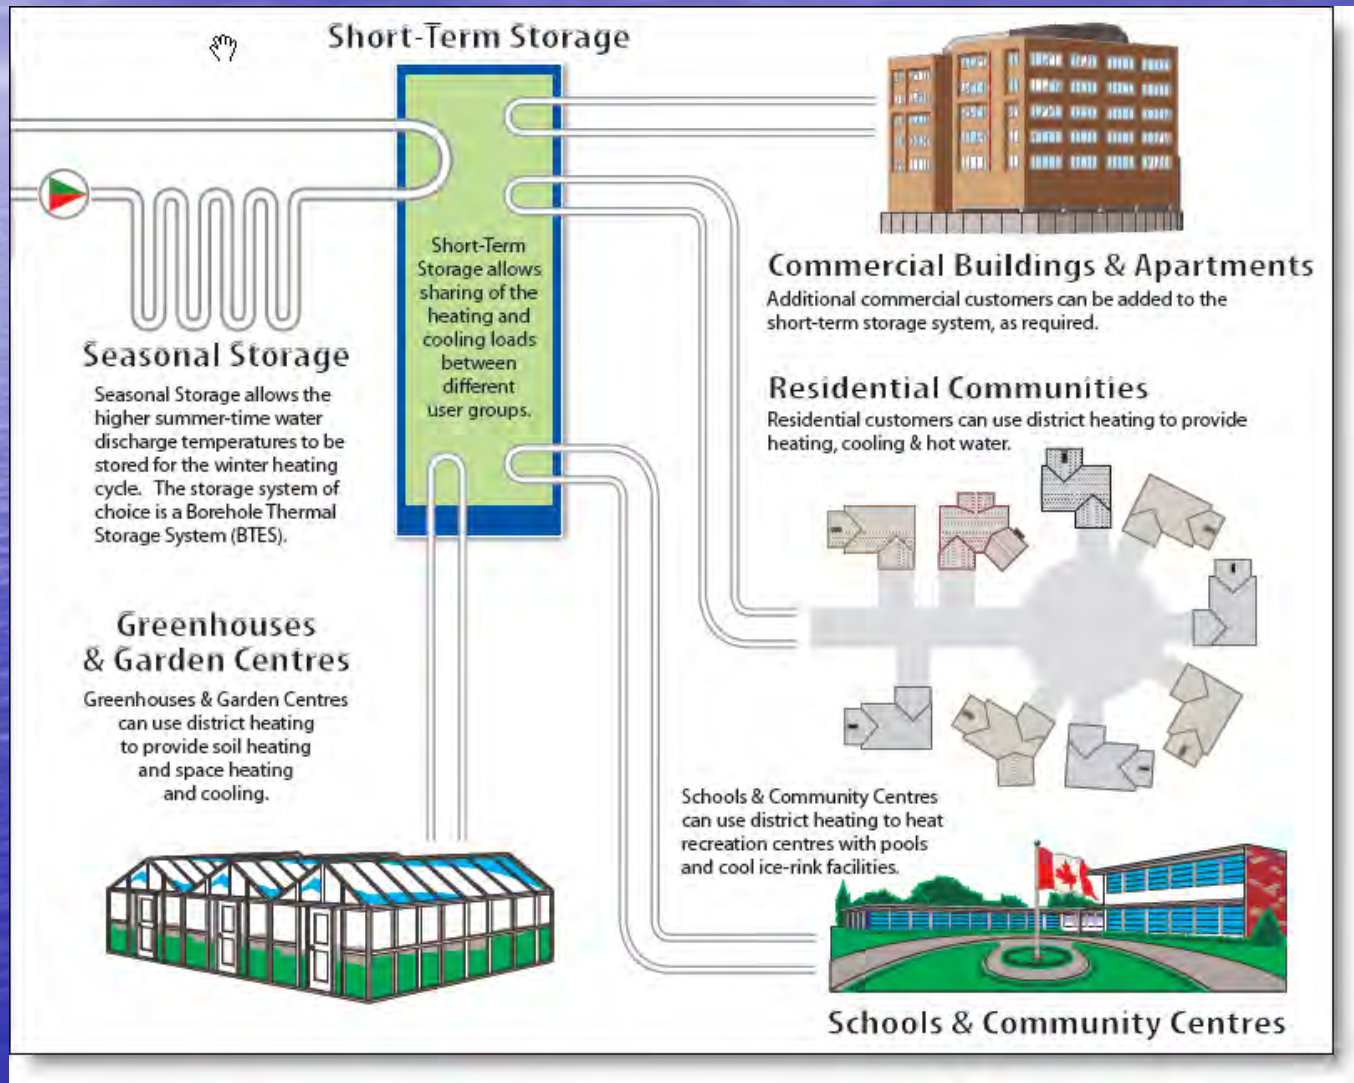 Short-Term Storage
Short-Term
Storage allows
sharing of the
heating and
cooling loads
between
different
user groups.
Seasonal Storage
Seasonal Storage allows the
higher summer-time water
discharge temperatures to be
stored for the winter heating
cycle. The storage system of
choice is a Borehole Thermal
Storage System (BTES).
Commercial Buildings & Apartments
Additional commercial customers can be added to the
short-term storage system, as required.
Residential Communities
Residential customers can use district heating to provide
heating, cooling & hot water.
Greenhouses
& Garden Centres
Greenhouses & Garden Centres
can use district heating
to provide soil heating
and space heating
and cooling.
Schools & Community Centres
can use district heating to heat
recreation centres with pools
and cool ice-rink facilities.
Schools & Community Centres